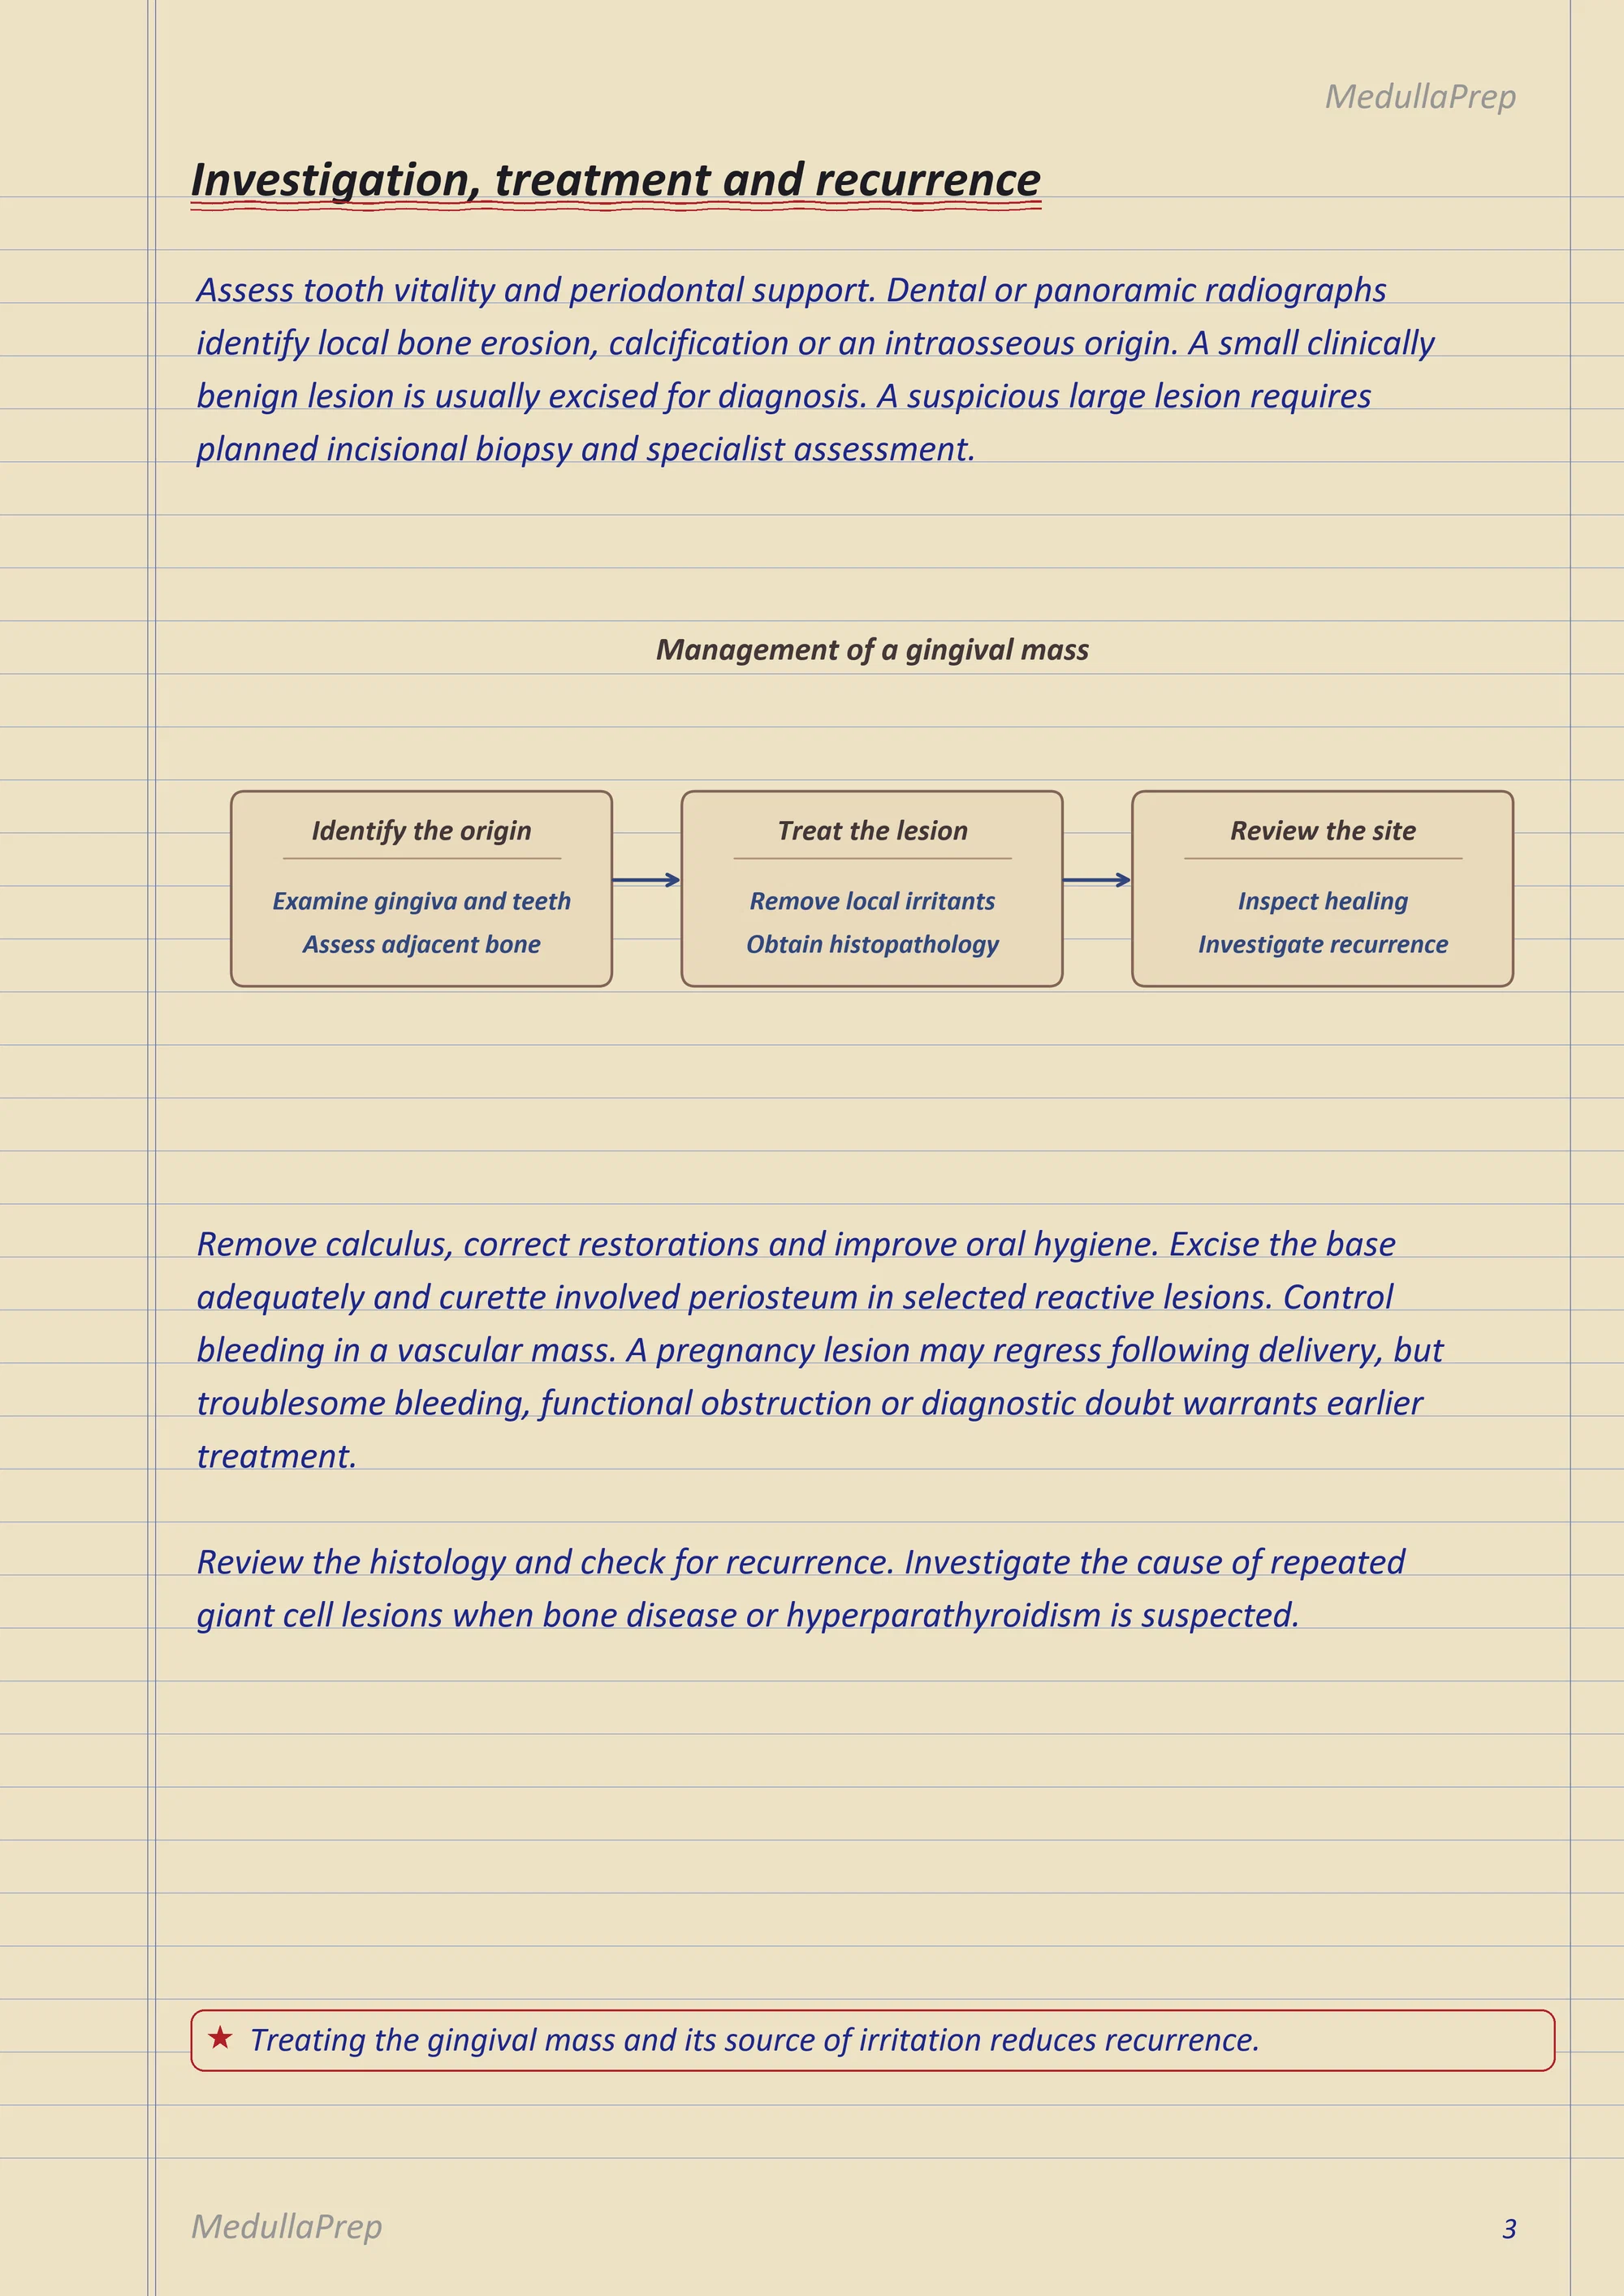 MedullaPrep
Investigation, treatment and recurrence
Assess tooth vitality and periodontal support. Dental or panoramic radiographs
identify local bone erosion, calcification or an intraosseous origin. A small clinically
benign lesion is usually excised for diagnosis. A suspicious large lesion requires
planned incisional biopsy and specialist assessment.
Management of a gingival mass
Identify the origin
Examine gingiva and teeth
Assess adjacent bone
Treat the lesion
Remove local irritants
Obtain histopathology
Review the site
Inspect healing
Investigate recurrence
Remove calculus, correct restorations and improve oral hygiene. Excise the base
adequately and curette involved periosteum in selected reactive lesions. Control
bleeding in a vascular mass. A pregnancy lesion may regress following delivery, but
troublesome bleeding, functional obstruction or diagnostic doubt warrants earlier
treatment.
Review the histology and check for recurrence. Investigate the cause of repeated
giant cell lesions when bone disease or hyperparathyroidism is suspected.
★ Treating the gingival mass and its source of irritation reduces recurrence.
MedullaPrep
3